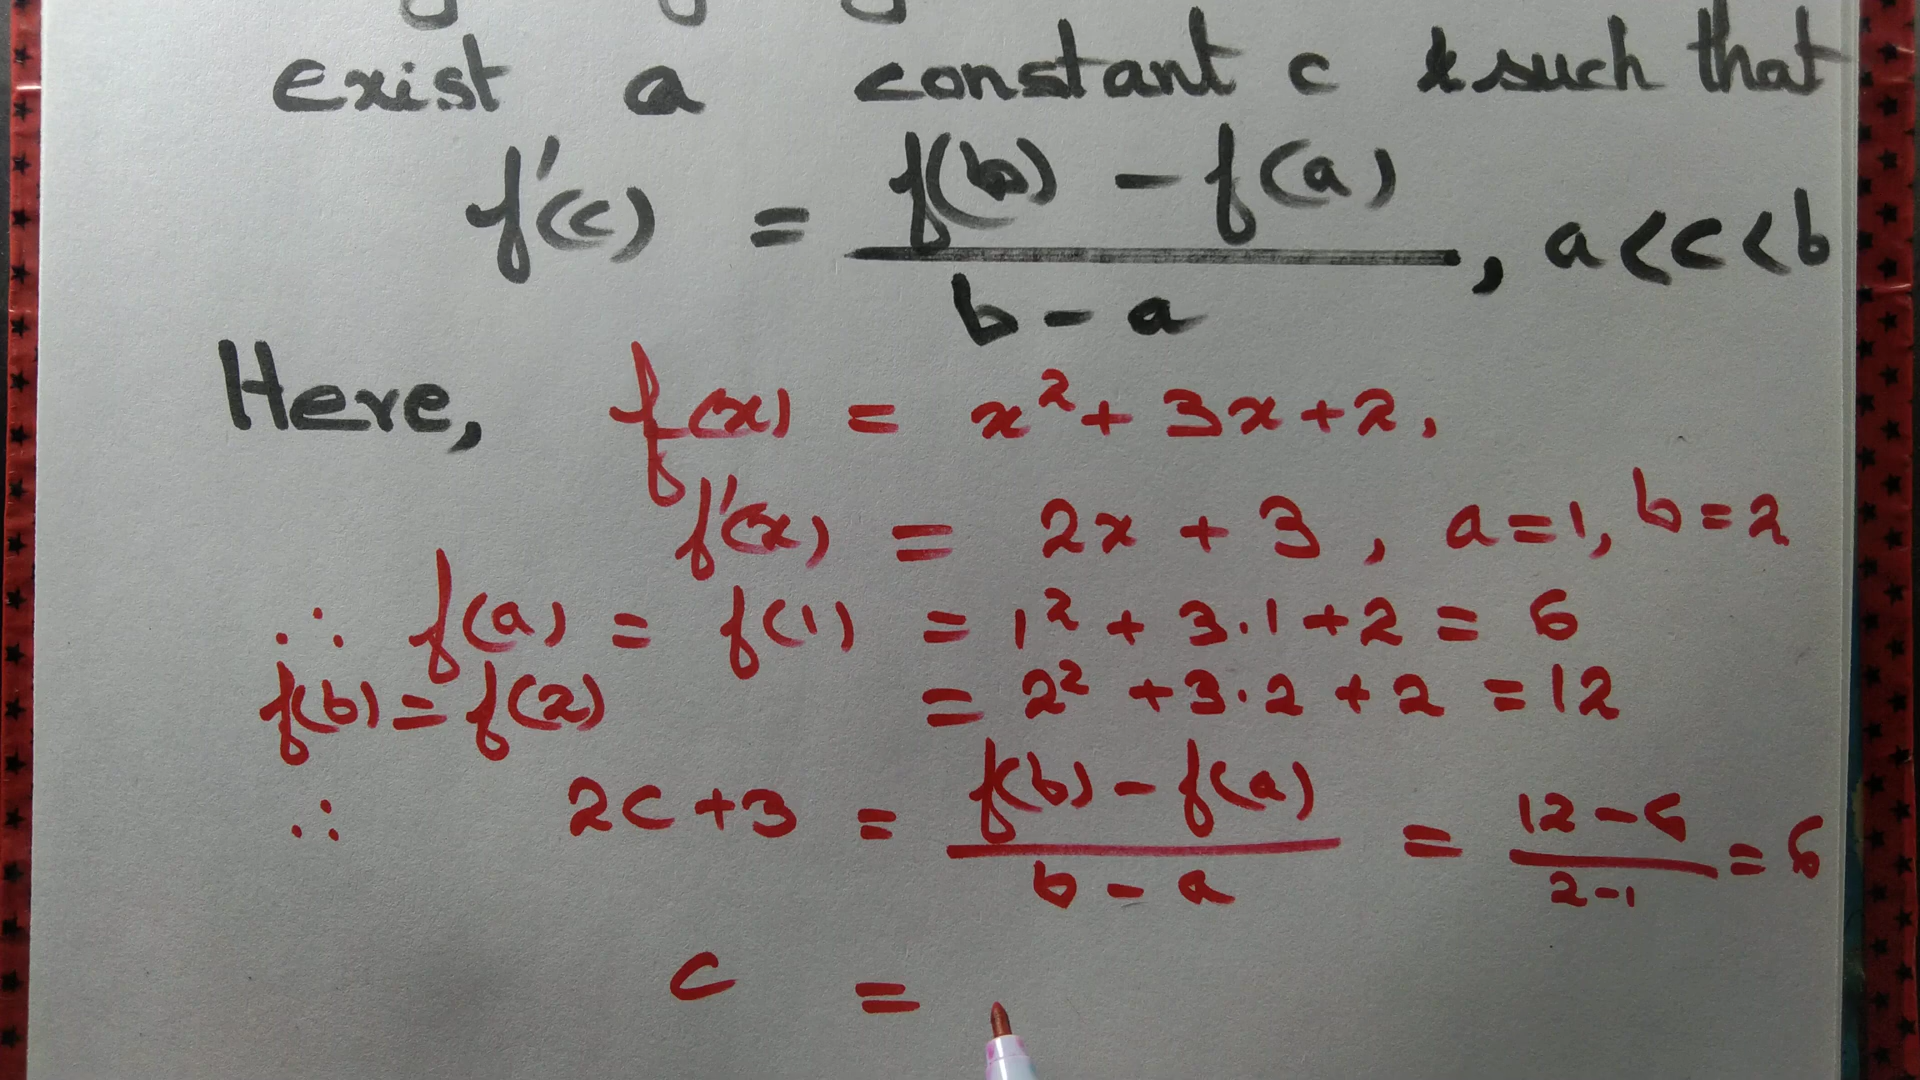 exist a constant c such that
f'(c) = f(b) - f(a) / b - a , a < c < b
Here, f(x) = x² + 3x + 2,
f'(x) = 2x + 3 , a = 1, b = 2
∴ f(a) = f(1) = 1² + 3·1 + 2 = 6
f(b) = f(2) = 2² + 3·2 + 2 = 12
∴ 2c + 3 = f(b) - f(a) / b - a = 12 - 6 / 2 - 1 = 6
c =